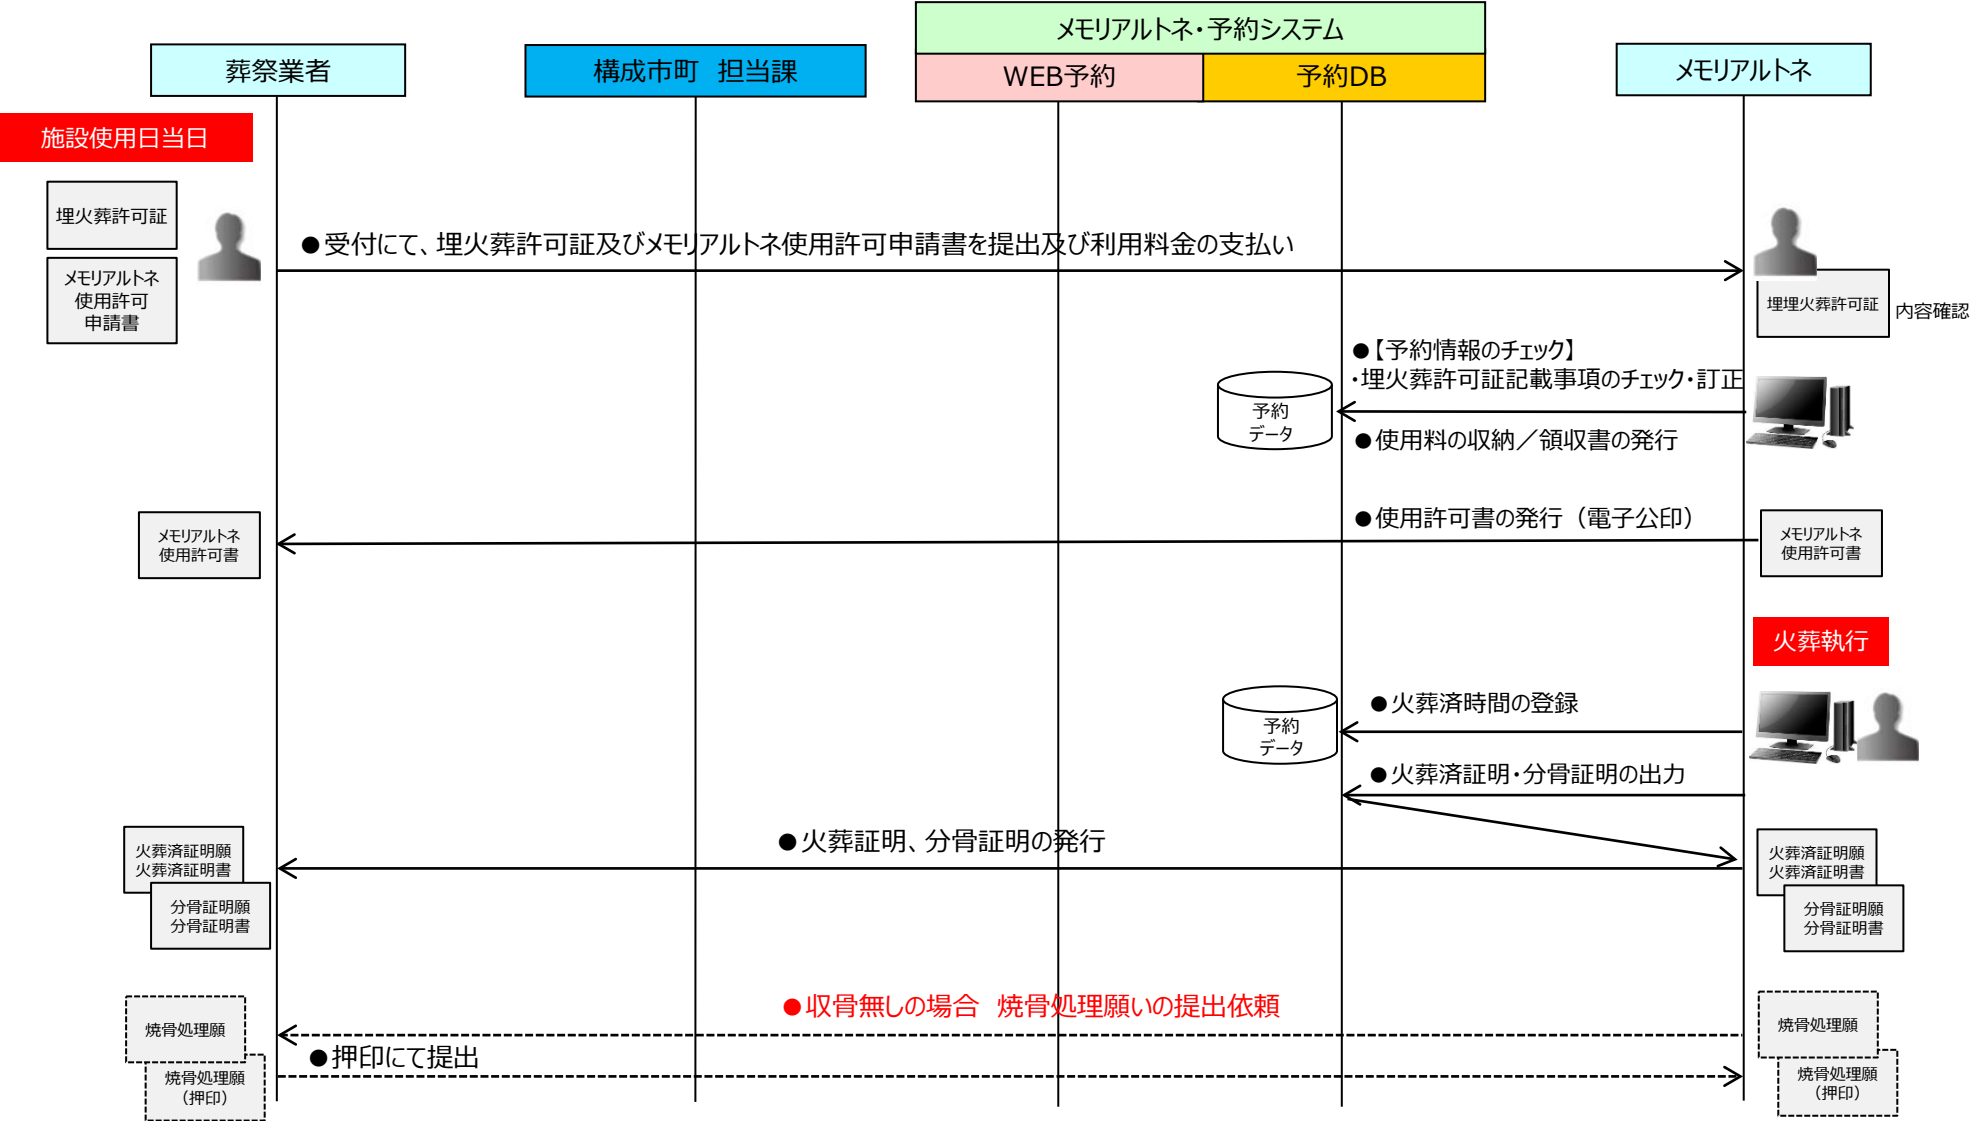 メモリアルトネ・予約システム
葬祭業者
構成市町　担当課
WEB予約
予約DB
メモリアルトネ
施設使用日当日
埋火葬許可証
メモリアルトネ
使用許可
申請書
●受付にて、埋火葬許可証及びメモリアルトネ使用許可申請書を提出及び利用料金の支払い
埋埋火葬許可証
内容確認
●【予約情報のチェック】
・埋火葬許可証記載事項のチェック・訂正
予約
データ
●使用料の収納／領収書の発行
●使用許可書の発行（電子公印）
メモリアルトネ
使用許可書
メモリアルトネ
使用許可書
火葬執行
●火葬済時間の登録
予約
データ
●火葬済証明・分骨証明の出力
●火葬証明、分骨証明の発行
火葬済証明願
火葬済証明書
分骨証明願
分骨証明書
火葬済証明願
火葬済証明書
分骨証明願
分骨証明書
●収骨無しの場合　焼骨処理願いの提出依頼
焼骨処理願
焼骨処理願
●押印にて提出
焼骨処理願
（押印）
焼骨処理願
（押印）